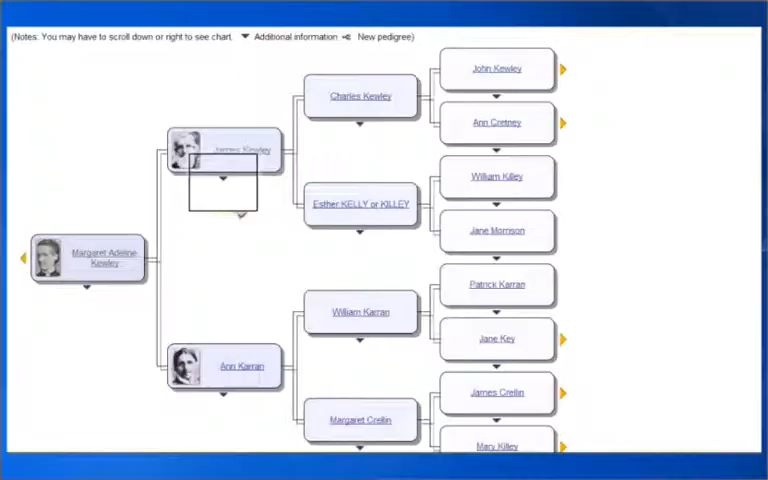 (Notes: You may have to scroll down or right to see chart. Additional information New pedigree)
John Kewley
Charles Kewley
Ann Cretney
James Kewley
William Killey
Esther KELLY or KILLEY
Jane Morrison
Margaret Adeline
Kewley
Patrick Karran
William Karran
Jane Key
Ann Karran
James Crellin
Margaret Crellin
Mary Killey